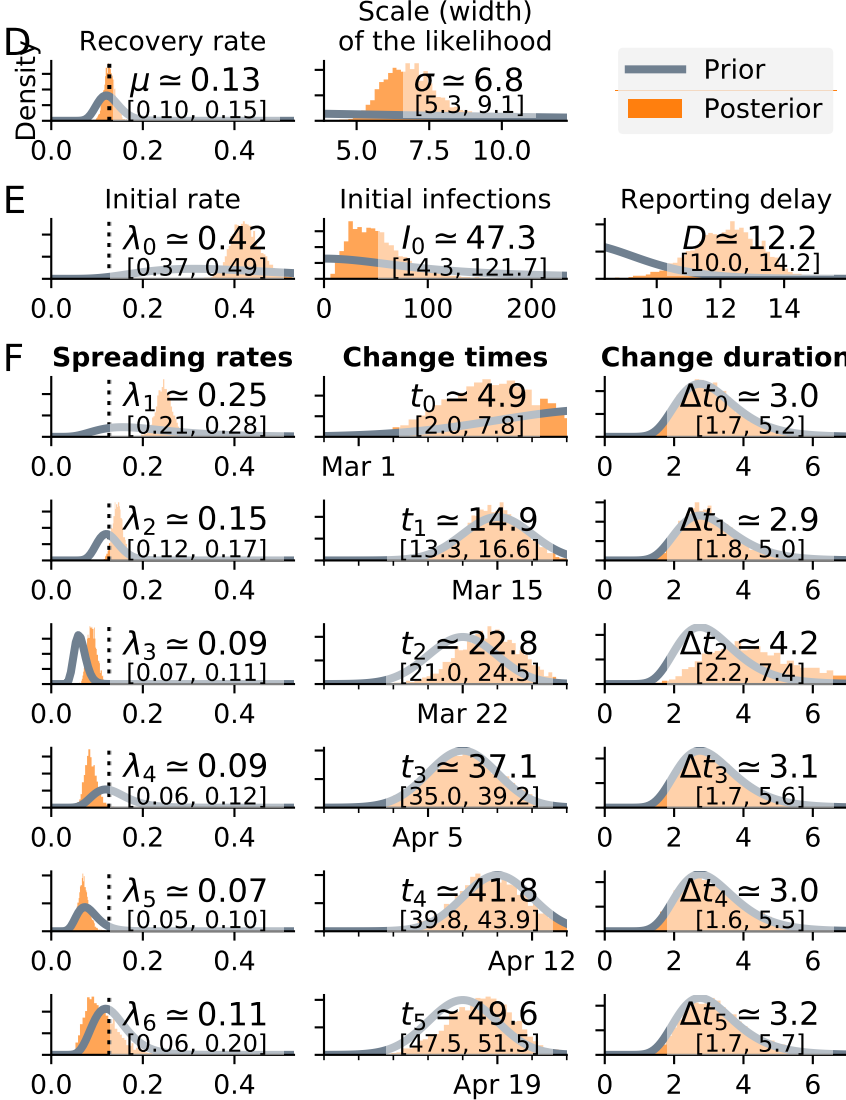 D
Density
Recovery rate
μ ≃ 0.13
[0.10, 0.15]
0.0 0.2 0.4
Scale (width)
of the likelihood
σ ≃ 6.8
[5.3, 9.1]
5.0 7.5 10.0
Prior
Posterior
E
Initial rate
λ0 ≃ 0.42
[0.37, 0.49]
0.0 0.2 0.4
Initial infections
I0 ≃ 47.3
[14.3, 121.7]
0 100 200
Reporting delay
D ≃ 12.2
[10.0, 14.2]
10 12 14
F
Spreading rates
Change times
Change duration
λ1 ≃ 0.25
[0.21, 0.28]
0.0 0.2 0.4
t0 ≃ 4.9
[2.0, 7.8]
Mar 1
Δt0 ≃ 3.0
[1.7, 5.2]
0 2 4 6
λ2 ≃ 0.15
[0.12, 0.17]
0.0 0.2 0.4
t1 ≃ 14.9
[13.3, 16.6]
Mar 15
Δt1 ≃ 2.9
[1.8, 5.0]
0 2 4 6
λ3 ≃ 0.09
[0.07, 0.11]
0.0 0.2 0.4
t2 ≃ 22.8
[21.0, 24.5]
Mar 22
Δt2 ≃ 4.2
[2.2, 7.4]
0 2 4 6
λ4 ≃ 0.09
[0.06, 0.12]
0.0 0.2 0.4
t3 ≃ 37.1
[35.0, 39.2]
Apr 5
Δt3 ≃ 3.1
[1.7, 5.6]
0 2 4 6
λ5 ≃ 0.07
[0.05, 0.10]
0.0 0.2 0.4
t4 ≃ 41.8
[39.8, 43.9]
Apr 12
Δt4 ≃ 3.0
[1.6, 5.5]
0 2 4 6
λ6 ≃ 0.11
[0.06, 0.20]
0.0 0.2 0.4
t5 ≃ 49.6
[47.5, 51.5]
Apr 19
Δt5 ≃ 3.2
[1.7, 5.7]
0 2 4 6